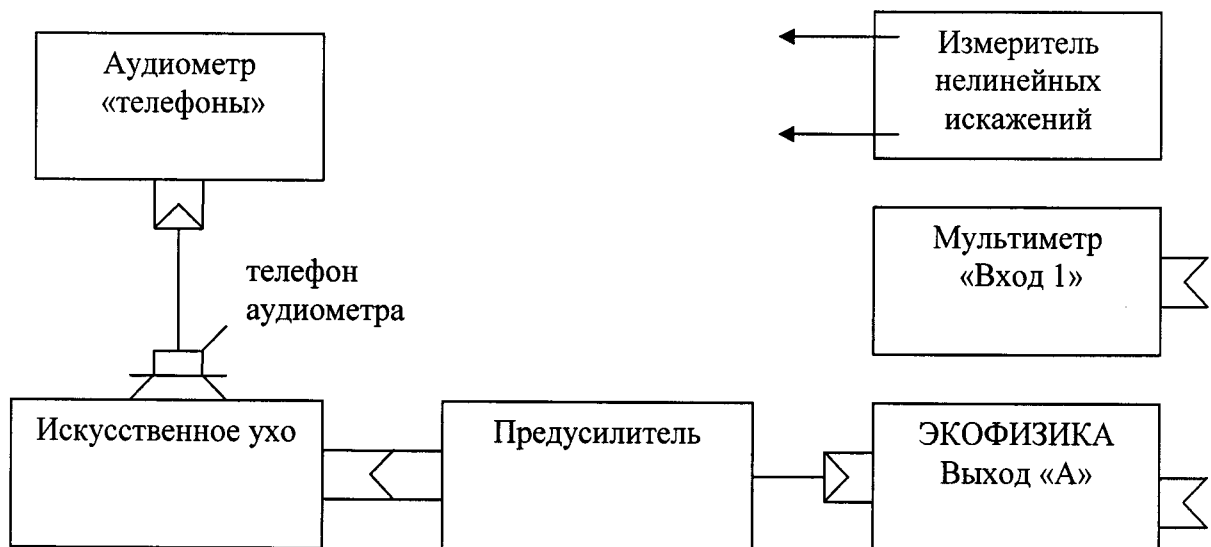 Аудиометр
«телефоны»
Измеритель
нелинейных
искажений
Мультиметр
«Вход 1»
телефон
аудиометра
Искусственное ухо
Предусилитель
ЭКОФИЗИКА
Выход «А»